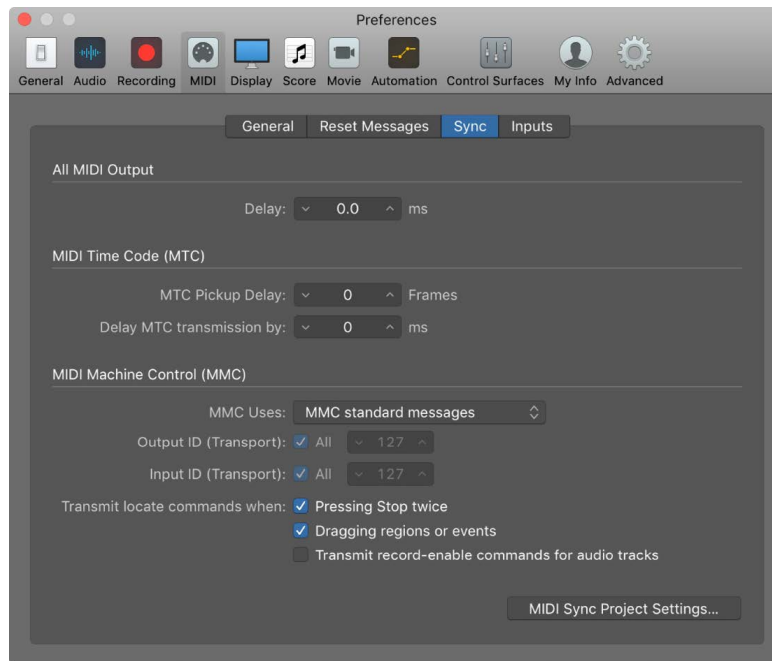 Preferences
General Audio Recording MIDI Display Score Movie Automation Control Surfaces My Info Advanced
General Reset Messages Sync Inputs
All MIDI Output
Delay: 0.0 ms
MIDI Time Code (MTC)
MTC Pickup Delay: 0 Frames
Delay MTC transmission by: 0 ms
MIDI Machine Control (MMC)
MMC Uses: MMC standard messages
Output ID (Transport): All 127
Input ID (Transport): All 127
Transmit locate commands when: Pressing Stop twice
Dragging regions or events
Transmit record-enable commands for audio tracks
MIDI Sync Project Settings...